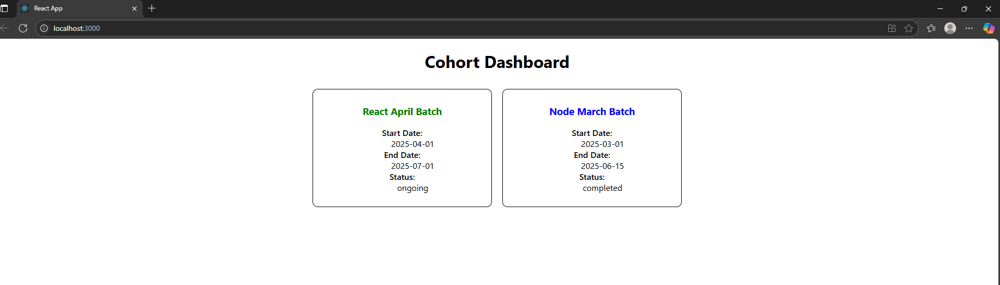 React App
localhost:3000
Cohort Dashboard
React April Batch
Start Date:
2025-04-01
End Date:
2025-07-01
Status:
ongoing
Node March Batch
Start Date:
2025-03-01
End Date:
2025-06-15
Status:
completed